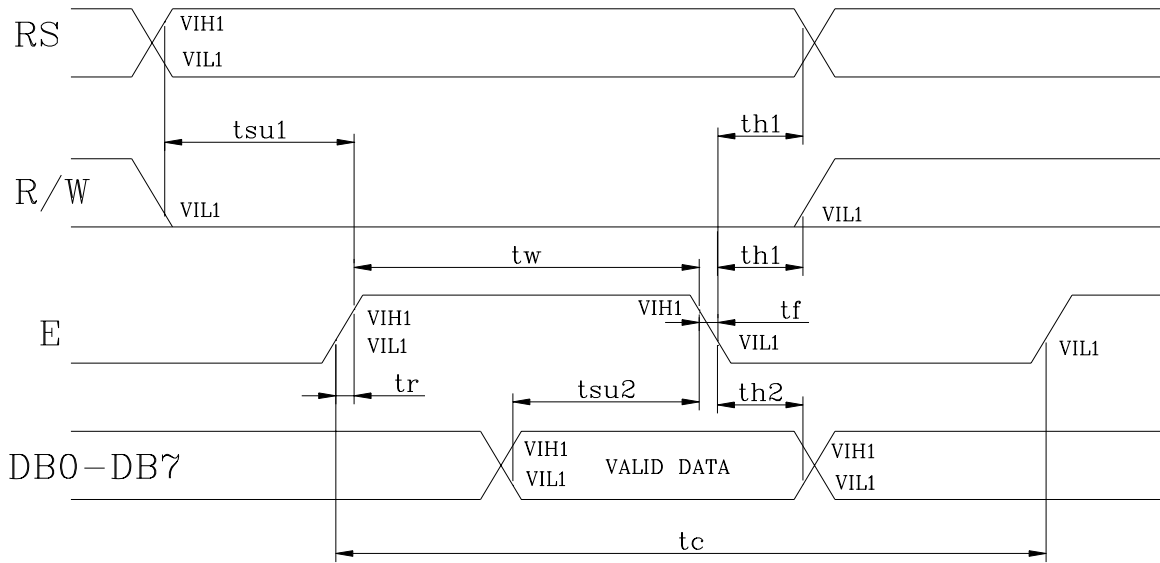 RS
VIH1
VIL1
tsu1
th1
R/W
VIL1
VIL1
tw
th1
E
VIH1
VIL1
VIH1
tf
VIL1
VIL1
tr
tsu2
th2
DB0-DB7
VIH1
VIL1
VALID DATA
VIH1
VIL1
tc